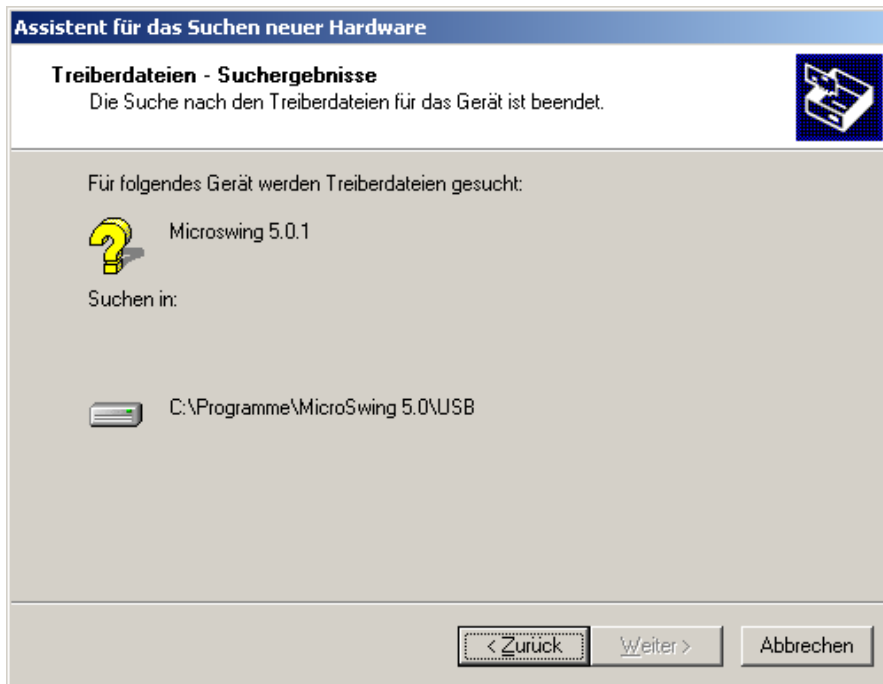 Assistent für das Suchen neuer Hardware
Treiberdateien - Suchergebnisse
Die Suche nach den Treiberdateien für das Gerät ist beendet.
Für folgendes Gerät werden Treiberdateien gesucht:
Microswing 5.0.1
Suchen in:
C:\Programme\MicroSwing 5.0\USB
< Zurück
Weiter >
Abbrechen